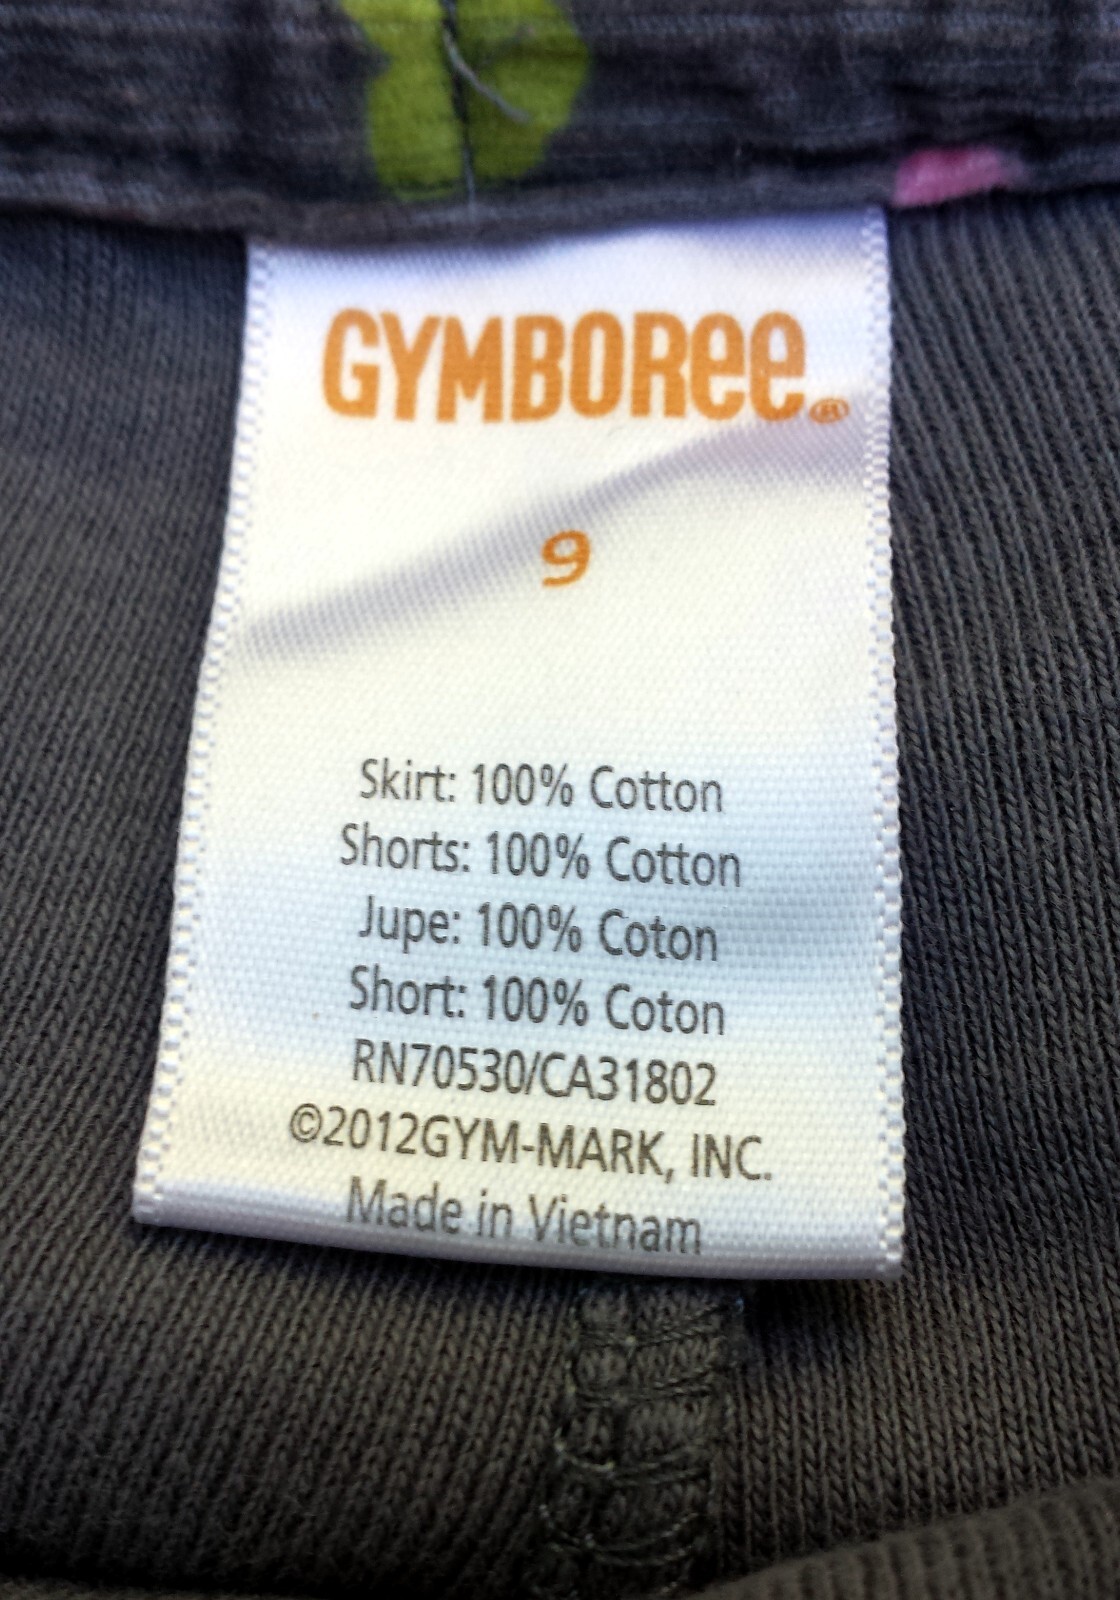 GYMBOREE®
9
Skirt: 100% Cotton
Shorts: 100% Cotton
Jupe: 100% Coton
Short: 100% Coton
RN70530/CA31802
©2012GYM-MARK, INC.
Made in Vietnam